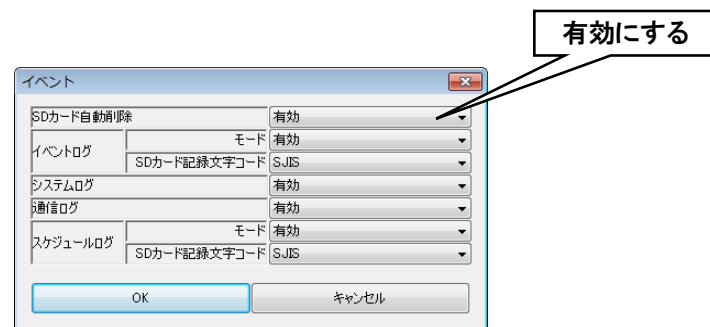 有効にする
イベント
SDカード自動削除 有効
イベントログ モード 有効
SDカード記録文字コード SJIS
システムログ 有効
通信ログ 有効
スケジュールログ モード 有効
SDカード記録文字コード SJIS
OK キャンセル